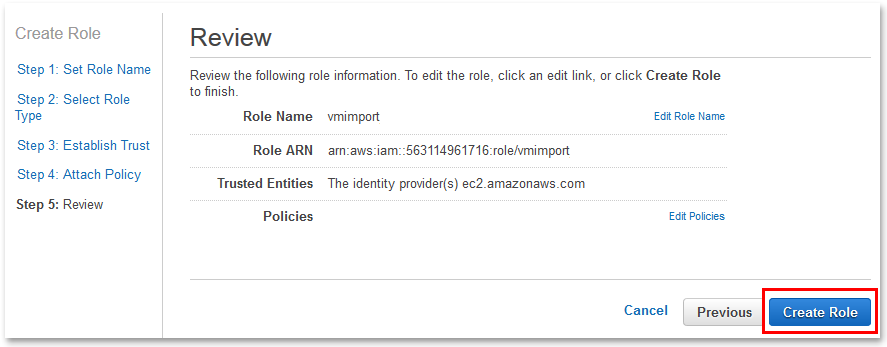 Create Role
Step 1: Set Role Name
Step 2: Select Role
Type
Step 3: Establish Trust
Step 4: Attach Policy
Step 5: Review
Review
Review the following role information. To edit the role, click an edit link, or click Create Role
to finish.
Role Name vmimport Edit Role Name
Role ARN arn:aws:iam::563114961716:role/vmimport
Trusted Entities The identity provider(s) ec2.amazonaws.com
Policies Edit Policies
Cancel Previous Create Role